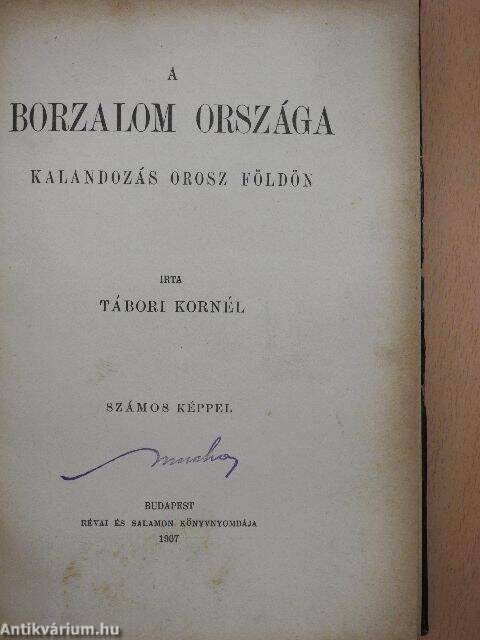 A
BORZALOM ORSZÁGA
KALANDOZÁS OROSZ FÖLDÖN
IRTA
TÁBORI KORNÉL
SZÁMOS KÉPPEL
BUDAPEST
RÉVAI ÉS SALAMON KÖNYVNYOMDÁJA
1907
Antikvárium.hu